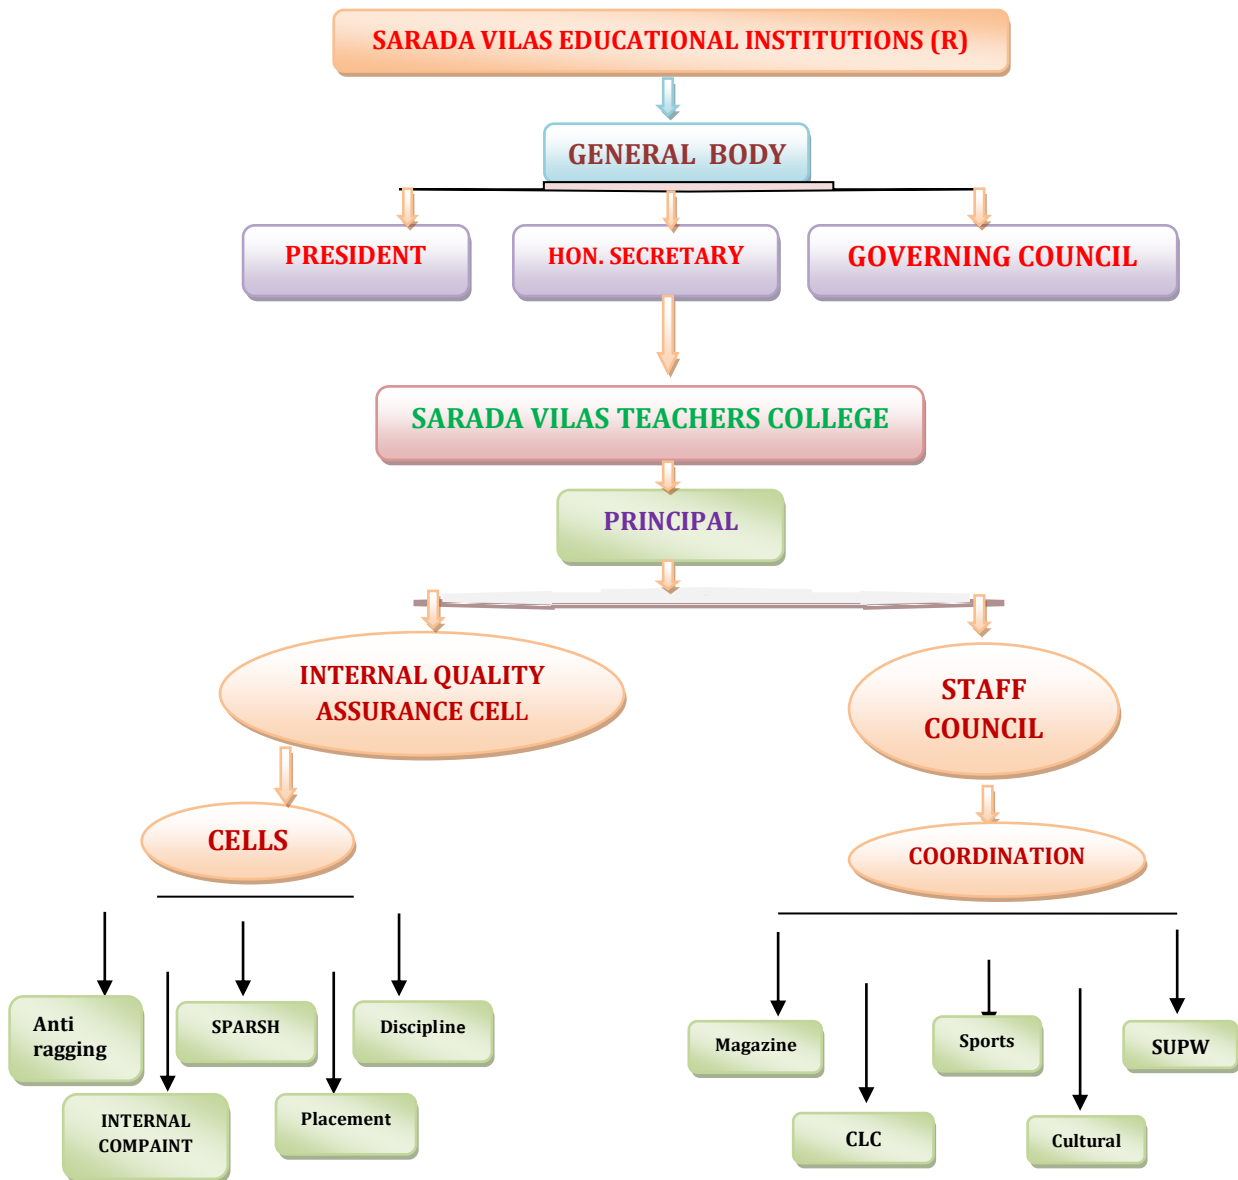 SARADA VILAS EDUCATIONAL INSTITUTIONS (R)
GENERAL BODY
PRESIDENT
HON. SECRETARY
GOVERNING COUNCIL
SARADA VILAS TEACHERS COLLEGE
PRINCIPAL
INTERNAL QUALITY
ASSURANCE CELL
STAFF
COUNCIL
CELLS
COORDINATION
Anti
ragging
SPARSH
Discipline
INTERNAL
COMPAINT
Placement
Magazine
Sports
SUPW
CLC
Cultural